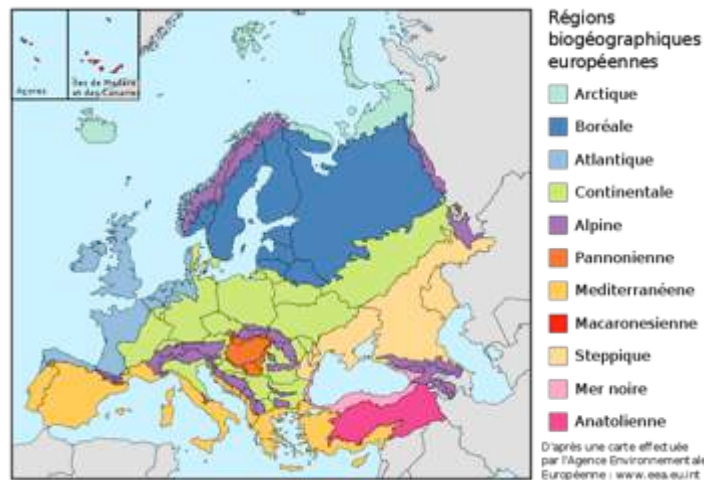 Régions
biogéographiques
européennes
Arctique
Boréale
Atlantique
Continentale
Alpine
Pannonienne
Mediterranéene
Macaronesienne
Steppique
Mer noire
Anatolienne
D'après une carte effectuée
par l'Agence Environnementale
Européenne : www.eea.eu.int
Açores
Îles de Madère
et des Canaries